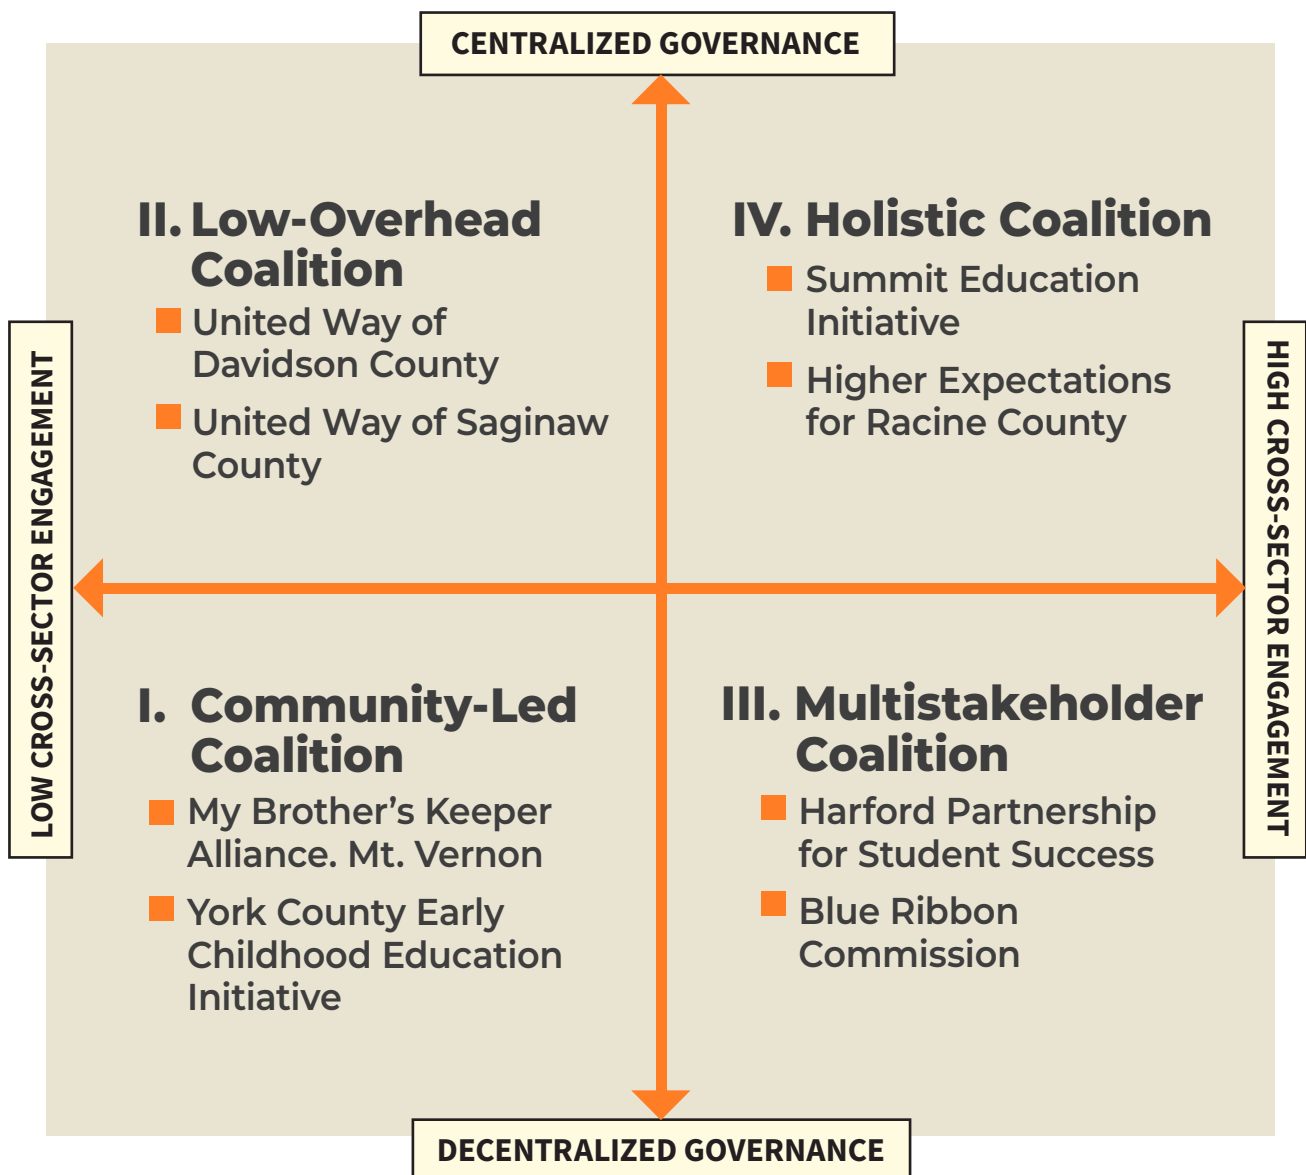 CENTRALIZED GOVERNANCE
II. Low-Overhead
Coalition
United Way of
Davidson County
United Way of Saginaw
County
IV. Holistic Coalition
Summit Education
Initiative
Higher Expectations
for Racine County
LOW CROSS-SECTOR ENGAGEMENT
HIGH CROSS-SECTOR ENGAGEMENT
I. Community-Led
Coalition
My Brother’s Keeper
Alliance. Mt. Vernon
York County Early
Childhood Education
Initiative
III. Multistakeholder
Coalition
Harford Partnership
for Student Success
Blue Ribbon
Commission
DECENTRALIZED GOVERNANCE